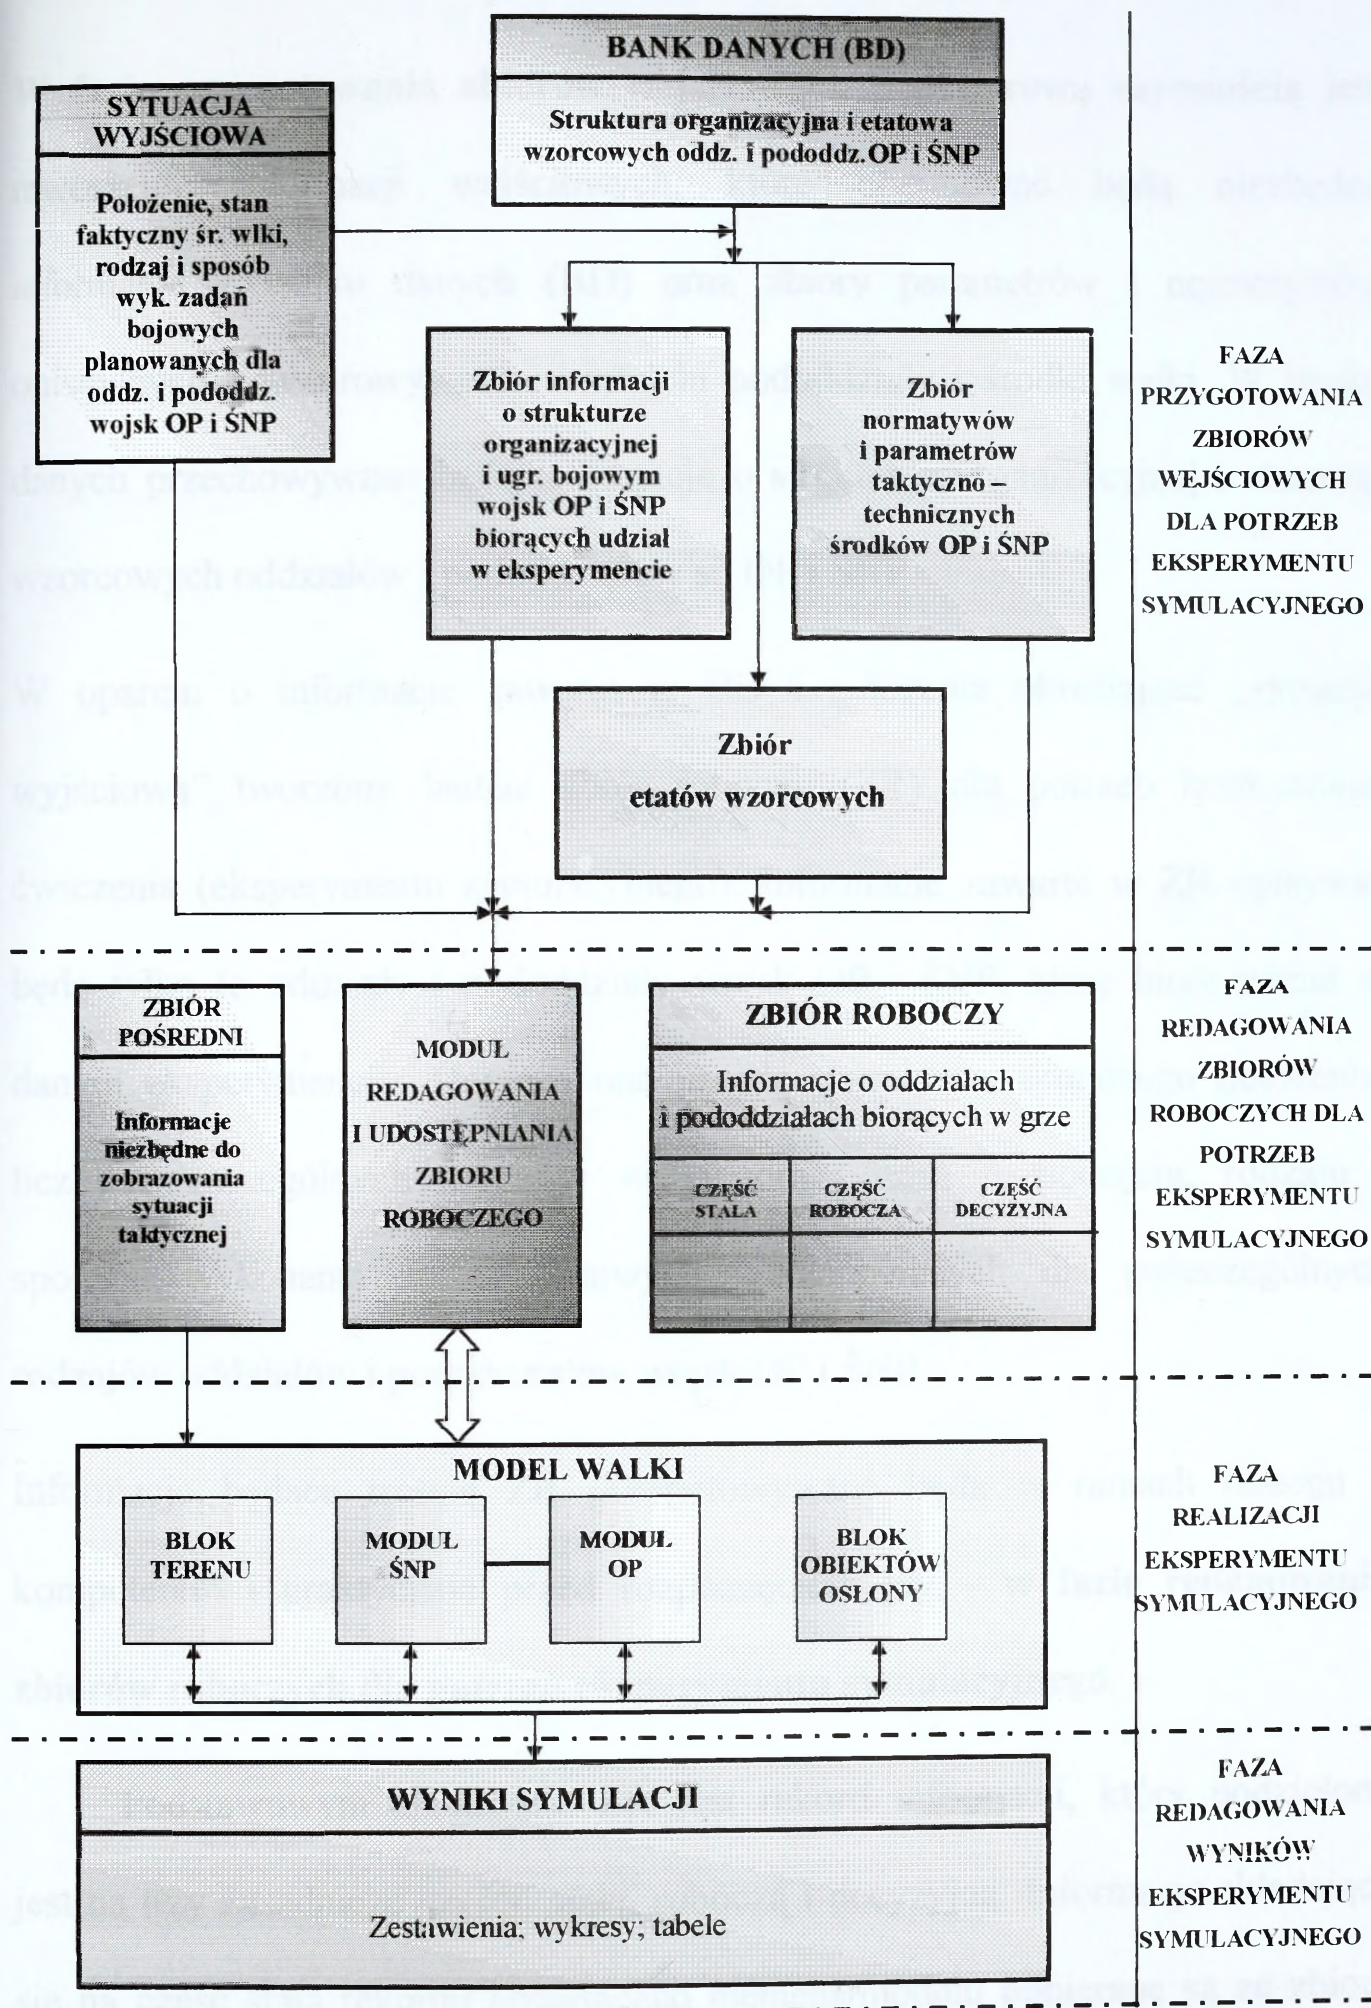 BANK DANYCH (BD)
Struktura organizacyjna i etatowa
wzorcowych oddz. i pododdz.OP i ŚNP
SYTUACJA
WYJŚCIOWA
Położenie, stan
faktyczny śr. wlki,
rodzaj i sposób
wyk. zadań
bojowych
planowanych dla
oddz. i pododdz.
wojsk OP i ŚNP
Zbiór informacji
o strukturze
organizacyjnej
i ugr. bojowym
wojsk OP i ŚNP
biorących udział
w eksperymencie
Zbiór
normatywów
i parametrów
taktyczno –
technicznych
środków OP i ŚNP
FAZA
PRZYGOTOWANIA
ZBIORÓW
WEJŚCIOWYCH
DLA POTRZEB
EKSPERYMENTU
SYMULACYJNEGO
Zbiór
etatów wzorcowych
ZBIÓR
POŚREDNI
Informacje
niezbędne do
zobrazowania
sytuacji
taktycznej
MODUŁ
REDAGOWANIA
I UDOSTĘPNIANIA
ZBIORU
ROBOCZEGO
ZBIÓR ROBOCZY
Informacje o oddziałach
i pododdziałach biorących w grze
CZĘŚĆ
STAŁA
CZĘŚĆ
ROBOCZA
CZĘŚĆ
DECYZYJNA
FAZA
REDAGOWANIA
ZBIORÓW
ROBOCZYCH DLA
POTRZEB
EKSPERYMENTU
SYMULACYJNEGO
MODEL WALKI
BLOK
TERENU
MODUŁ
ŚNP
MODUŁ
OP
BLOK
OBIEKTÓW
OSŁONY
FAZA
REALIZACJI
EKSPERYMENTU
SYMULACYJNEGO
WYNIKI SYMULACJI
Zestawienia; wykresy; tabele
FAZA
REDAGOWANIA
WYNIKÓW
EKSPERYMENTU
SYMULACYJNEGO